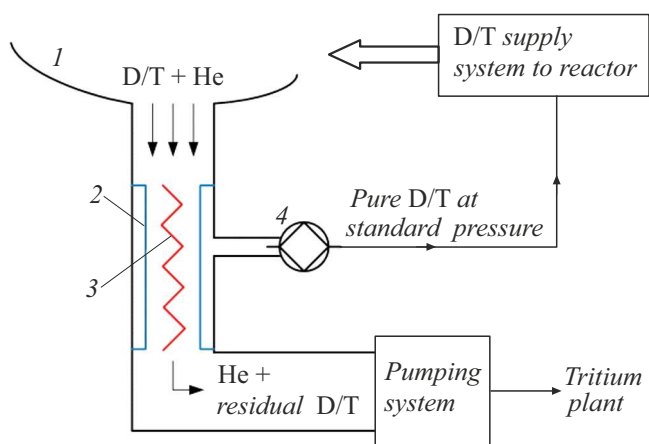 1
D/T + He
D/T supply
system to reactor
2
3
4
Pure D/T at
standard pressure
He +
residual D/T
Pumping
system
Tritium
plant